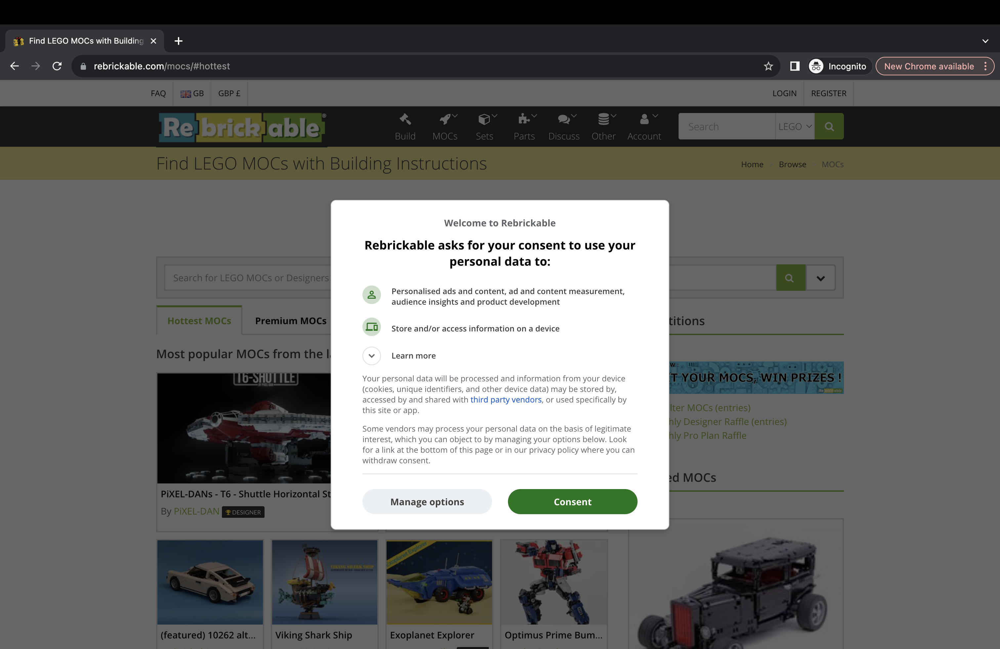 Find LEGO MOCs with Building
rebrickable.com/mocs/#hottest
Incognito
New Chrome available
FAQ
GB
GBP £
LOGIN
REGISTER
Rebrickable®
Build
MOCs
Sets
Parts
Discuss
Other
Account
Search
LEGO
Find LEGO MOCs with Building Instructions
Home
Browse
MOCs
Welcome to Rebrickable
Rebrickable asks for your consent to use your
personal data to:
Personalised ads and content, ad and content measurement,
audience insights and product development
Store and/or access information on a device
Learn more
Your personal data will be processed and information from your device
(cookies, unique identifiers, and other device data) may be stored by,
accessed by and shared with third party vendors, or used specifically by
this site or app.
Some vendors may process your personal data on the basis of legitimate
interest, which you can object to by managing your options below. Look
for a link at the bottom of this page or in our privacy policy where you can
withdraw consent.
Manage options
Consent
Search for LEGO MOCs or Designers
Hottest MOCs
Premium MOCs
Most popular MOCs from the l
T6-SHUTTLE
BY PIXEL-DAN
PiXEL-DANs - T6 - Shuttle Horizontal St
By PiXEL-DAN DESIGNER
titions
W:
T YOUR MOCS, WIN PRIZES !
Rebrickable
lter MOCs (entries)
hly Designer Raffle (entries)
hly Pro Plan Raffle
ed MOCs
VIKING SHARK SHIP
Exoplanet Explorer
(featured) 10262 alt...
Viking Shark Ship
Exoplanet Explorer
Optimus Prime Bum...